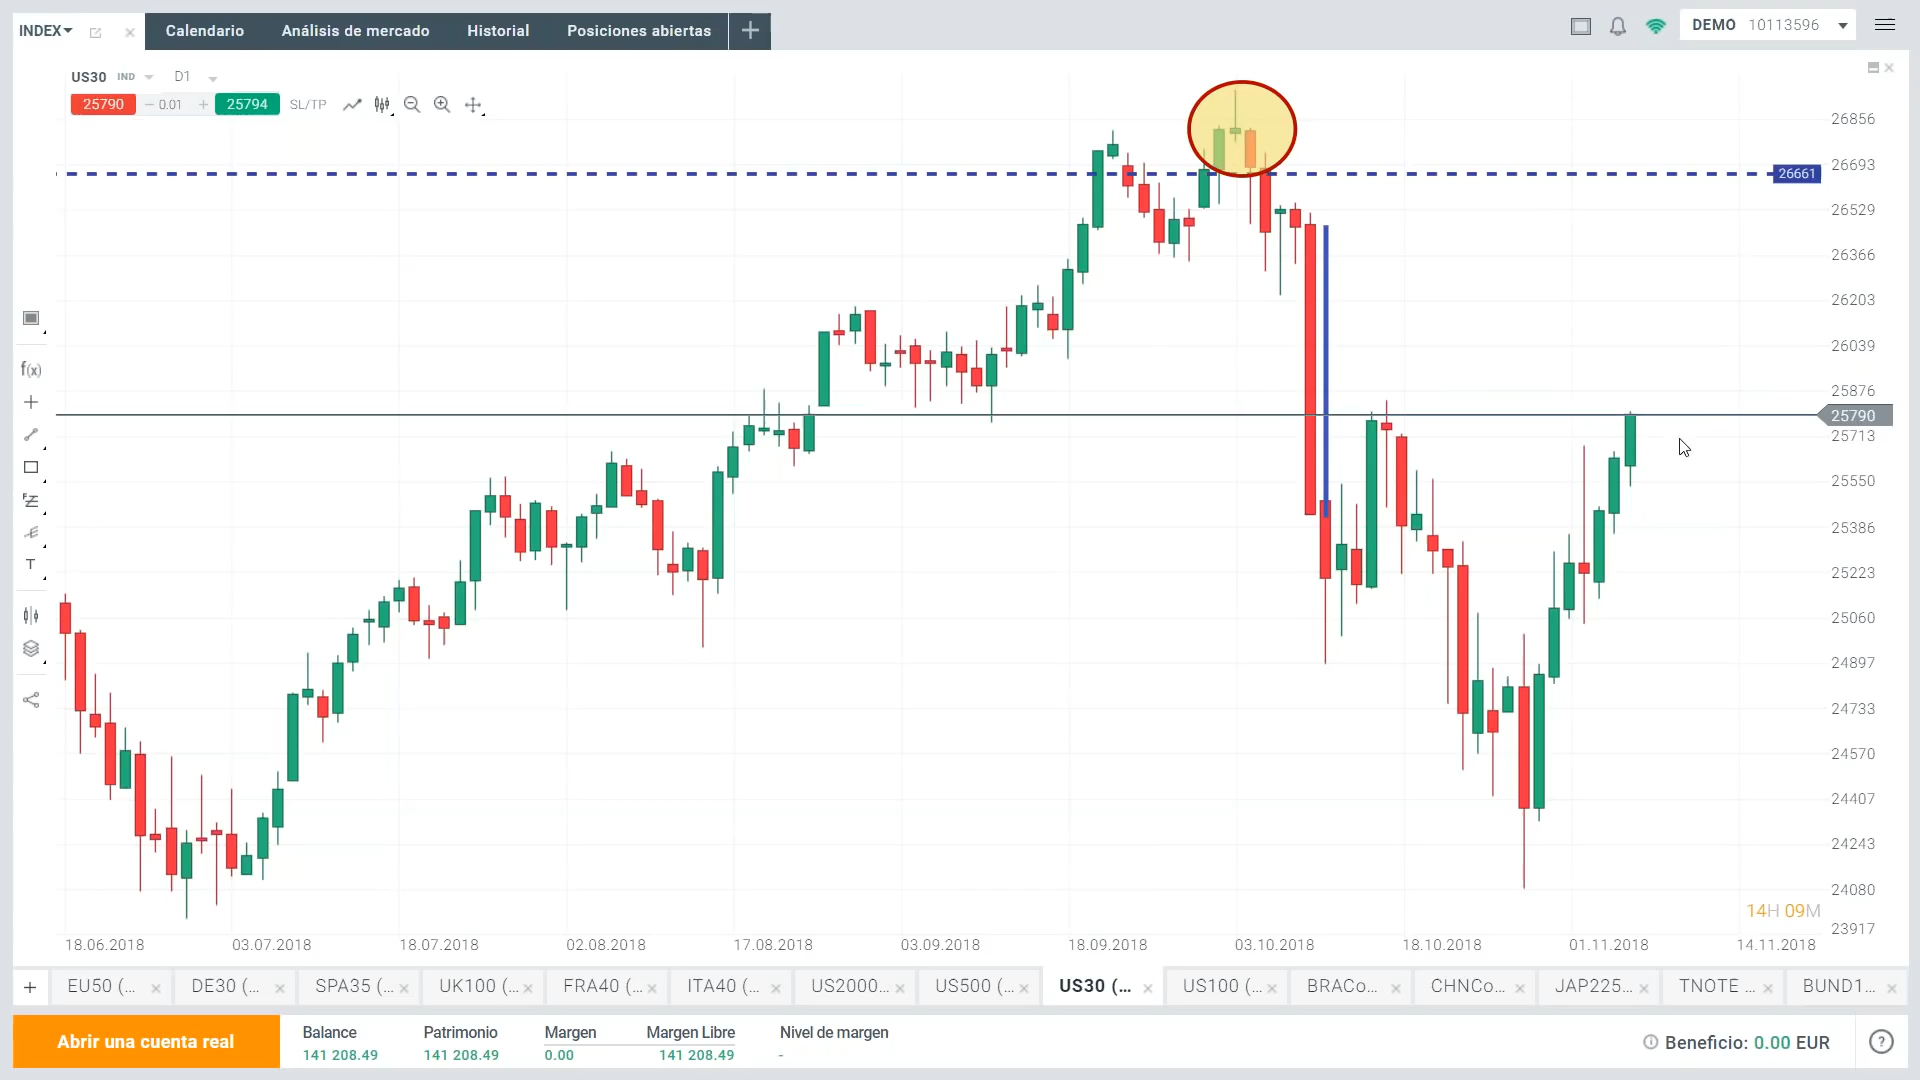 INDEX
Calendario
Análisis de mercado
Historial
Posiciones abiertas
DEMO 10113596
US30 IND D1
25790 0.01 25794 SL/TP
26856
26693
26661
26529
26366
26203
26039
25876
25790
25713
25550
25386
25223
25060
24897
24733
24570
24407
24243
24080
23917
f(x)
T
14H 09M
18.06.2018 03.07.2018 18.07.2018 02.08.2018 17.08.2018 03.09.2018 18.09.2018 03.10.2018 18.10.2018 01.11.2018 14.11.2018
EU50 (... DE30 (... SPA35 (... UK100 (... FRA40 (... ITA40 (... US2000... US500 (... US30 (... US100 (... BRACo... CHNCo... JAP225... TNOTE ... BUND1...
Abrir una cuenta real
Balance Patrimonio Margen Margen Libre Nivel de margen
141 208.49 141 208.49 0.00 141 208.49 -
Beneficio: 0.00 EUR